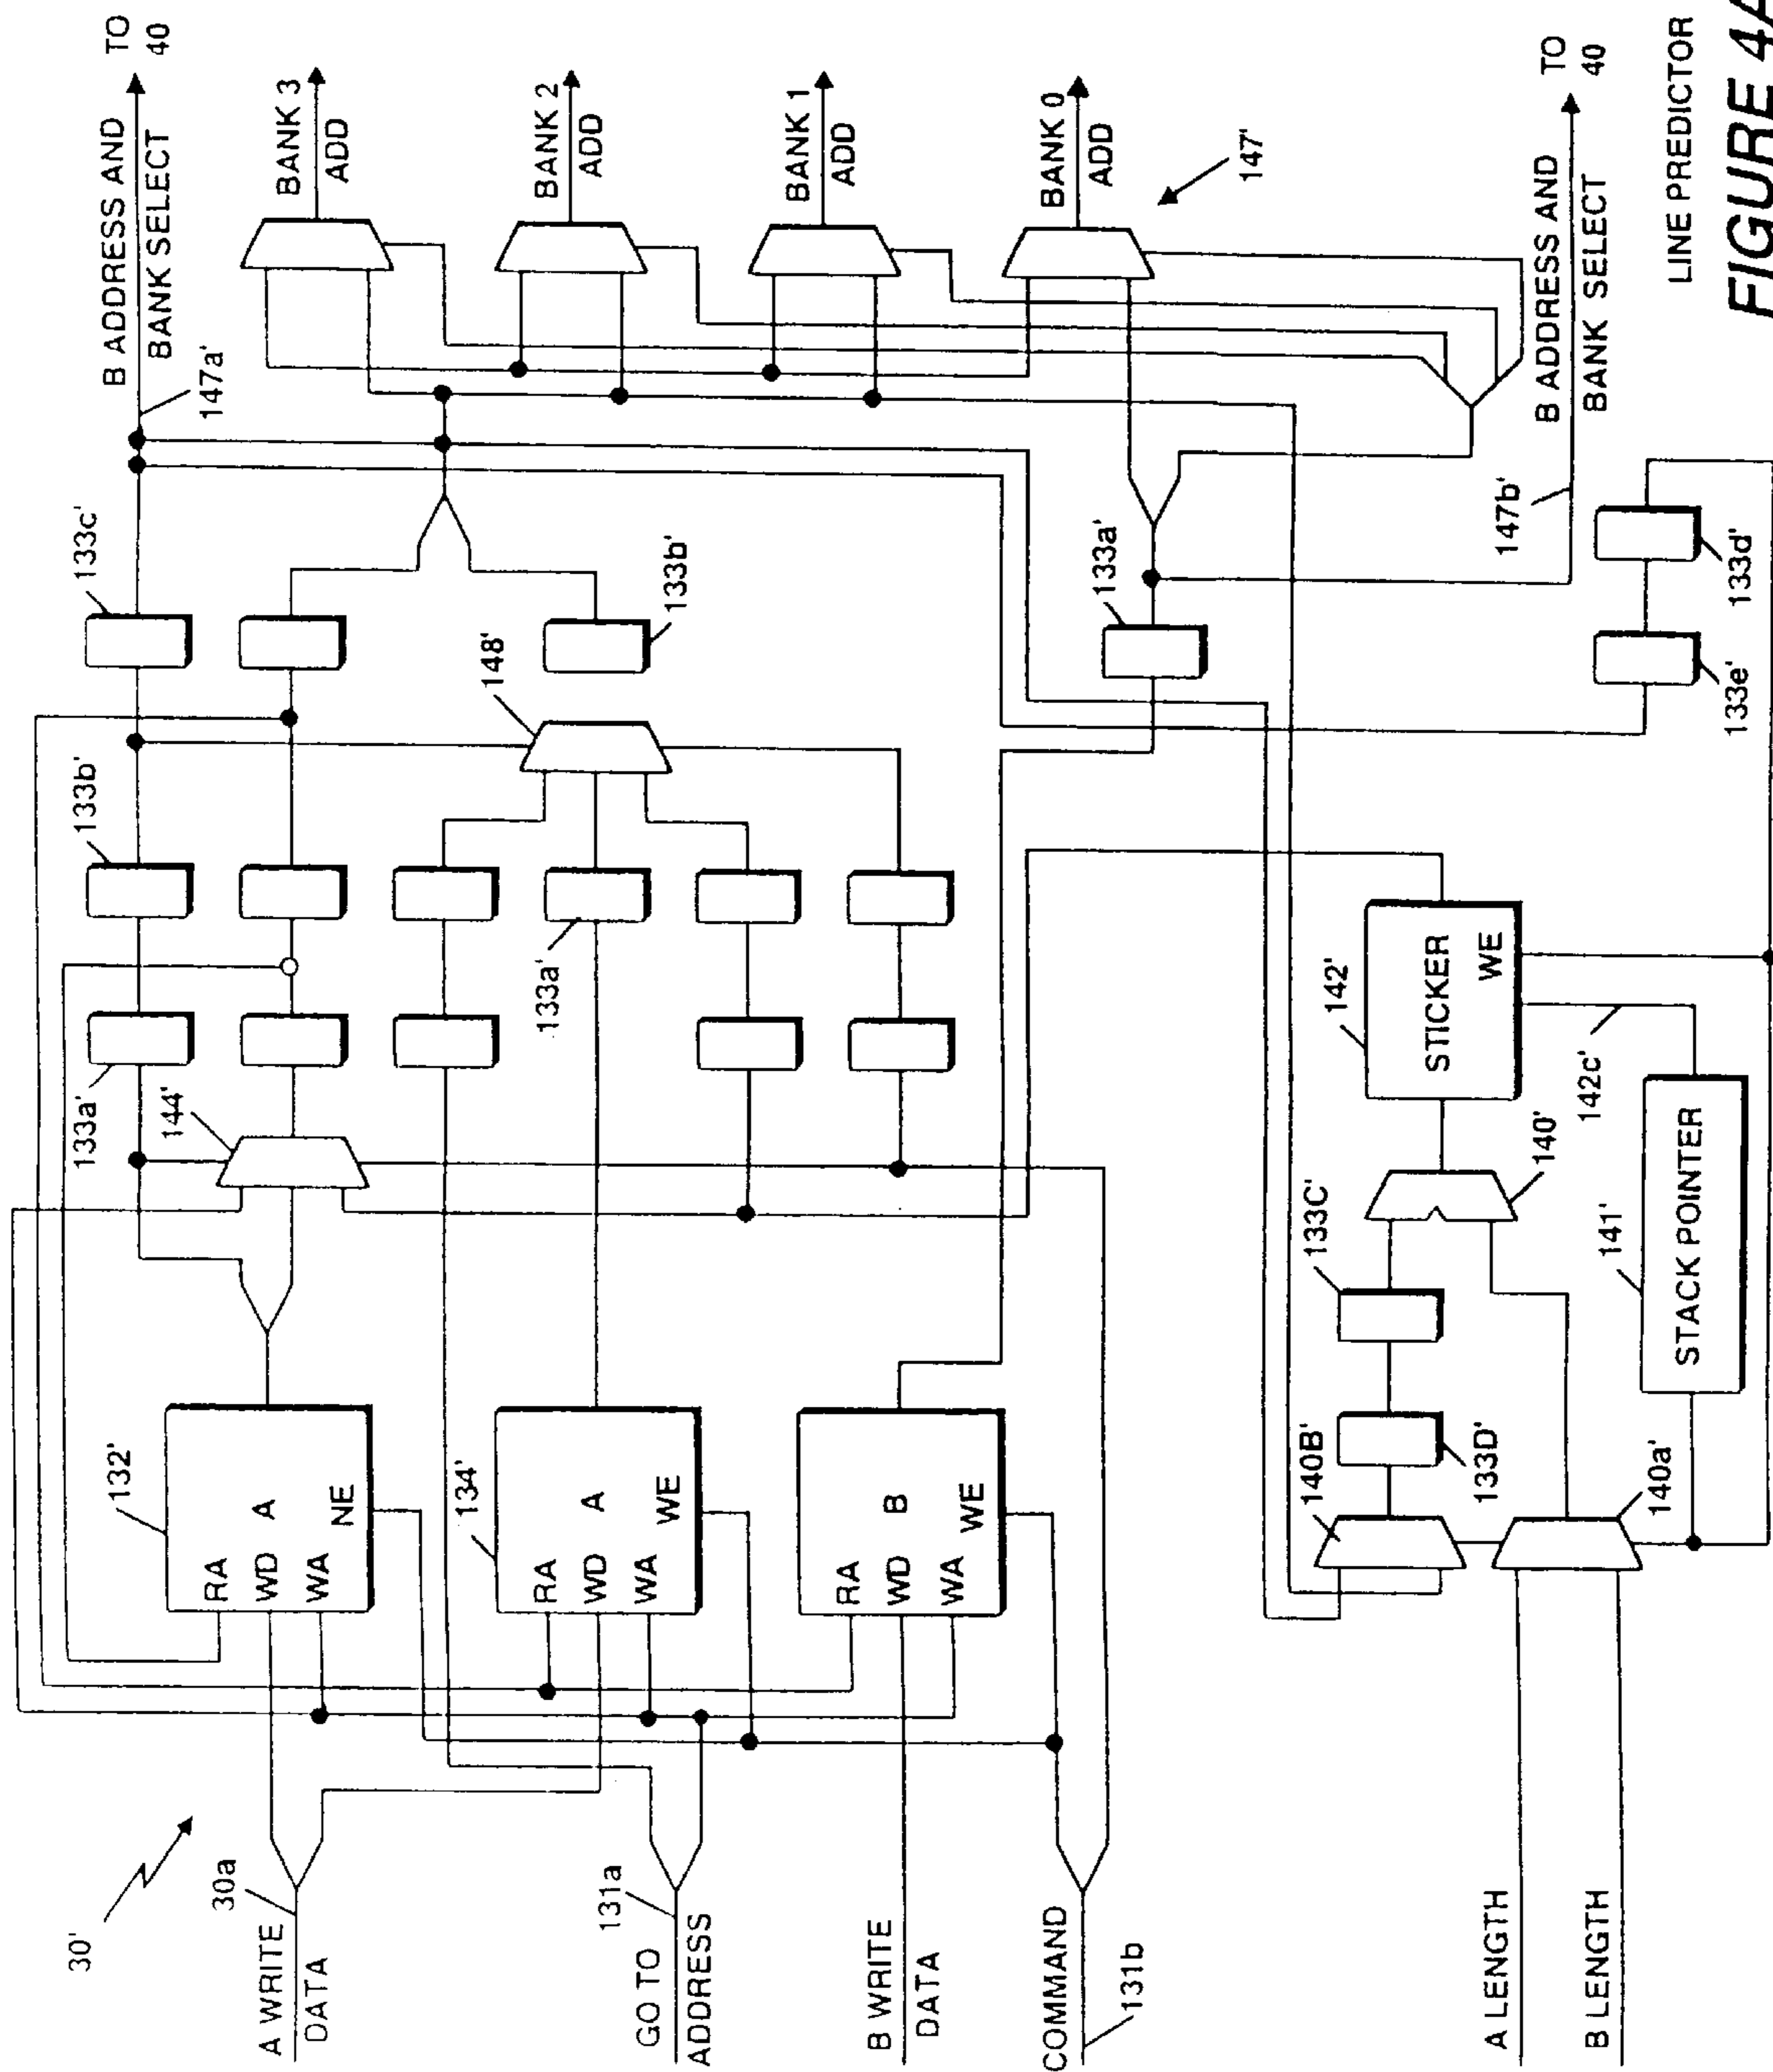 30'
30a
A WRITE
DATA
131a
GO TO
ADDRESS
B WRITE
DATA
COMMAND
131b
A LENGTH
B LENGTH
132'
RA
WD A
WA NE
134'
RA
WD A
WA WE
RA
WD B
WA WE
133a'
144'
133b'
133a'
148'
133c'
133b'
133a'
147a'
B ADDRESS AND
BANK SELECT
TO
40
BANK 3
ADD
BANK 2
ADD
BANK 1
ADD
BANK 0
ADD
147'
B ADDRESS AND
BANK SELECT
TO
40
147b'
133e'
133d'
140B'
133D'
133C'
140a'
140'
142'
STICKER
WE
142c'
141'
STACK POINTER
LINE PREDICTOR
FIGURE 4A